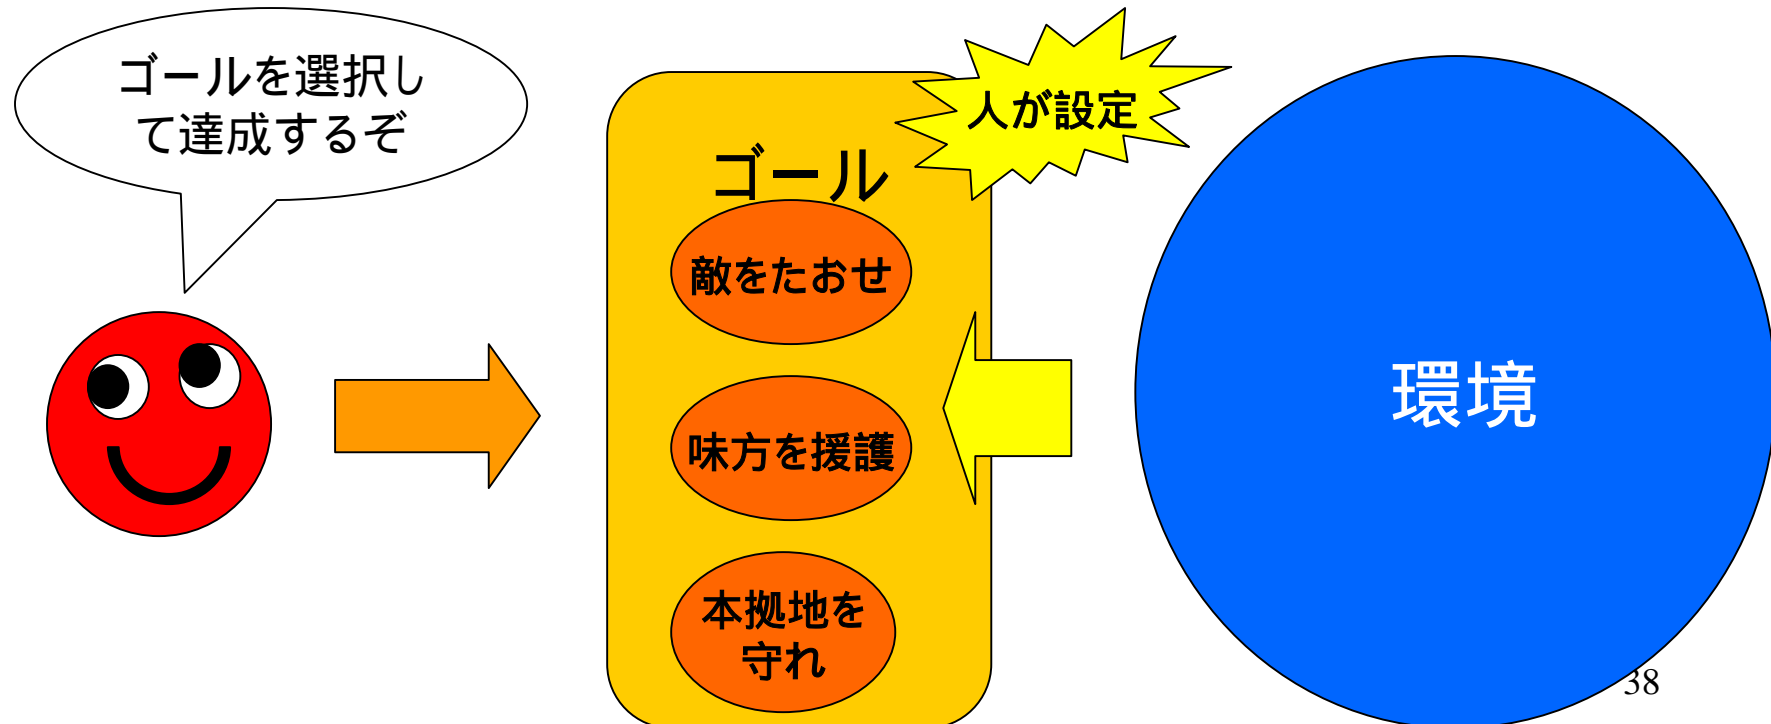 ゴールを選択し
て達成するぞ
人が設定
ゴール
敵をたおせ
味方を援護
本拠地を
守れ
環境
38